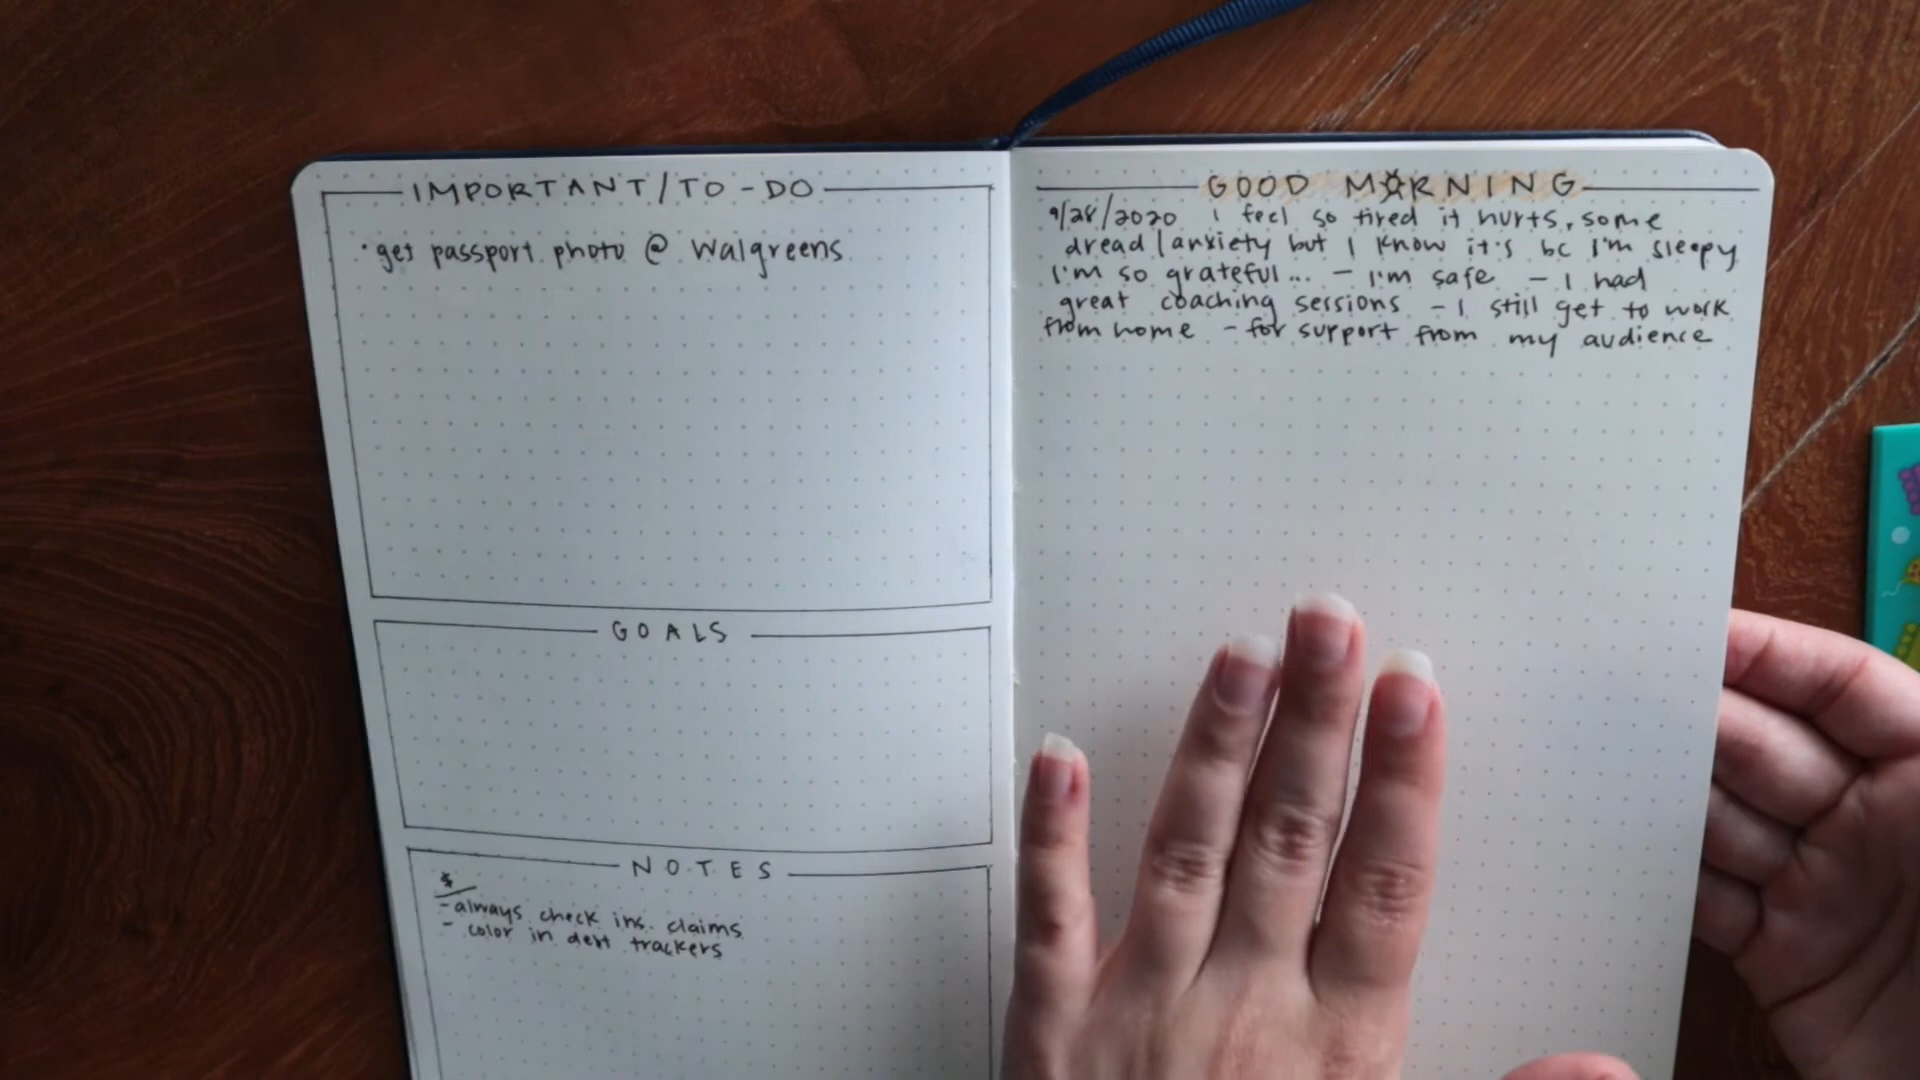 IMPORTANT/TO-DO
• get passport photo @ Walgreens
GOALS
NOTES
$
- always check ins. claims
- color in debt trackers
GOOD MORNING
9/28/2020 I feel so tired it hurts, some
dread/anxiety but I know it's bc I'm sleepy
I'm so grateful... - I'm safe - I had
great coaching sessions - I still get to work
from home - for support from my audience